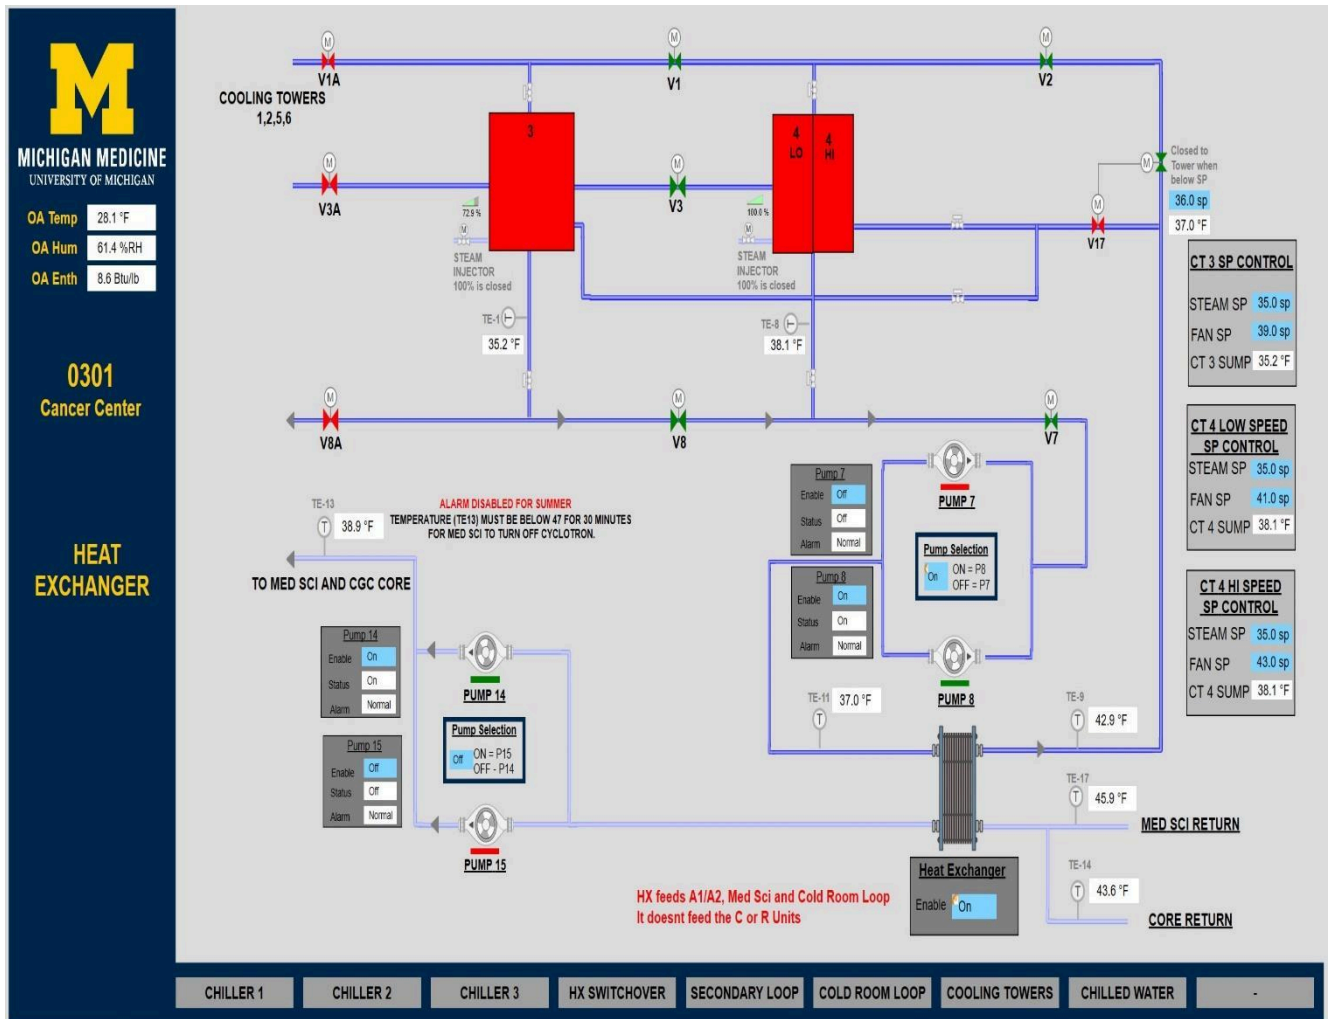 MICHIGAN MEDICINE
UNIVERSITY OF MICHIGAN
OA Temp 28.1 °F
OA Hum 61.4 %RH
OA Enth 8.6 Btu/lb
0301
Cancer Center
HEAT
EXCHANGER
M
M
M
V1A
V1
V2
COOLING TOWERS
1,2,5,6
3
4
LO
4
HI
M
M
V3A
V3
72.9 %
M
STEAM
INJECTOR
100% is closed
100.0 %
M
STEAM
INJECTOR
100% is closed
M
Closed to
Tower when
below SP
36.0 sp
37.0 °F
M
V17
TE-1
35.2 °F
TE-8
38.1 °F
CT 3 SP CONTROL
STEAM SP 35.0 sp
FAN SP 39.0 sp
CT 3 SUMP 35.2 °F
CT 4 LOW SPEED
SP CONTROL
STEAM SP 35.0 sp
FAN SP 41.0 sp
CT 4 SUMP 38.1 °F
CT 4 HI SPEED
SP CONTROL
STEAM SP 35.0 sp
FAN SP 43.0 sp
CT 4 SUMP 38.1 °F
M
M
M
V8A
V8
V7
TE-13
T
38.9 °F
ALARM DISABLED FOR SUMMER
TEMPERATURE (TE13) MUST BE BELOW 47 FOR 30 MINUTES
FOR MED SCI TO TURN OFF CYCLOTRON.
TO MED SCI AND CGC CORE
Pump 7
Enable Off
Status Off
Alarm Normal
PUMP 7
Pump Selection
On ON = P8
OFF = P7
Pump 8
Enable On
Status On
Alarm Normal
PUMP 8
Pump 14
Enable On
Status On
Alarm Normal
PUMP 14
Pump Selection
Off ON = P15
OFF - P14
Pump 15
Enable Off
Status Off
Alarm Normal
PUMP 15
TE-11
T
37.0 °F
TE-9
T
42.9 °F
TE-17
T
45.9 °F
MED SCI RETURN
TE-14
T
43.6 °F
CORE RETURN
Heat Exchanger
Enable On
HX feeds A1/A2, Med Sci and Cold Room Loop
It doesnt feed the C or R Units
CHILLER 1
CHILLER 2
CHILLER 3
HX SWITCHOVER
SECONDARY LOOP
COLD ROOM LOOP
COOLING TOWERS
CHILLED WATER
-